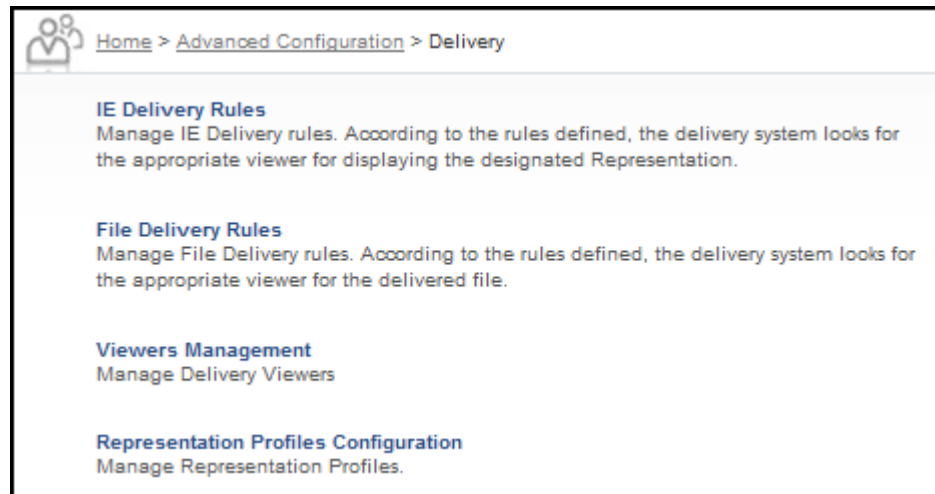 Home > Advanced Configuration > Delivery
IE Delivery Rules
Manage IE Delivery rules. According to the rules defined, the delivery system looks for
the appropriate viewer for displaying the designated Representation.
File Delivery Rules
Manage File Delivery rules. According to the rules defined, the delivery system looks for
the appropriate viewer for the delivered file.
Viewers Management
Manage Delivery Viewers
Representation Profiles Configuration
Manage Representation Profiles.